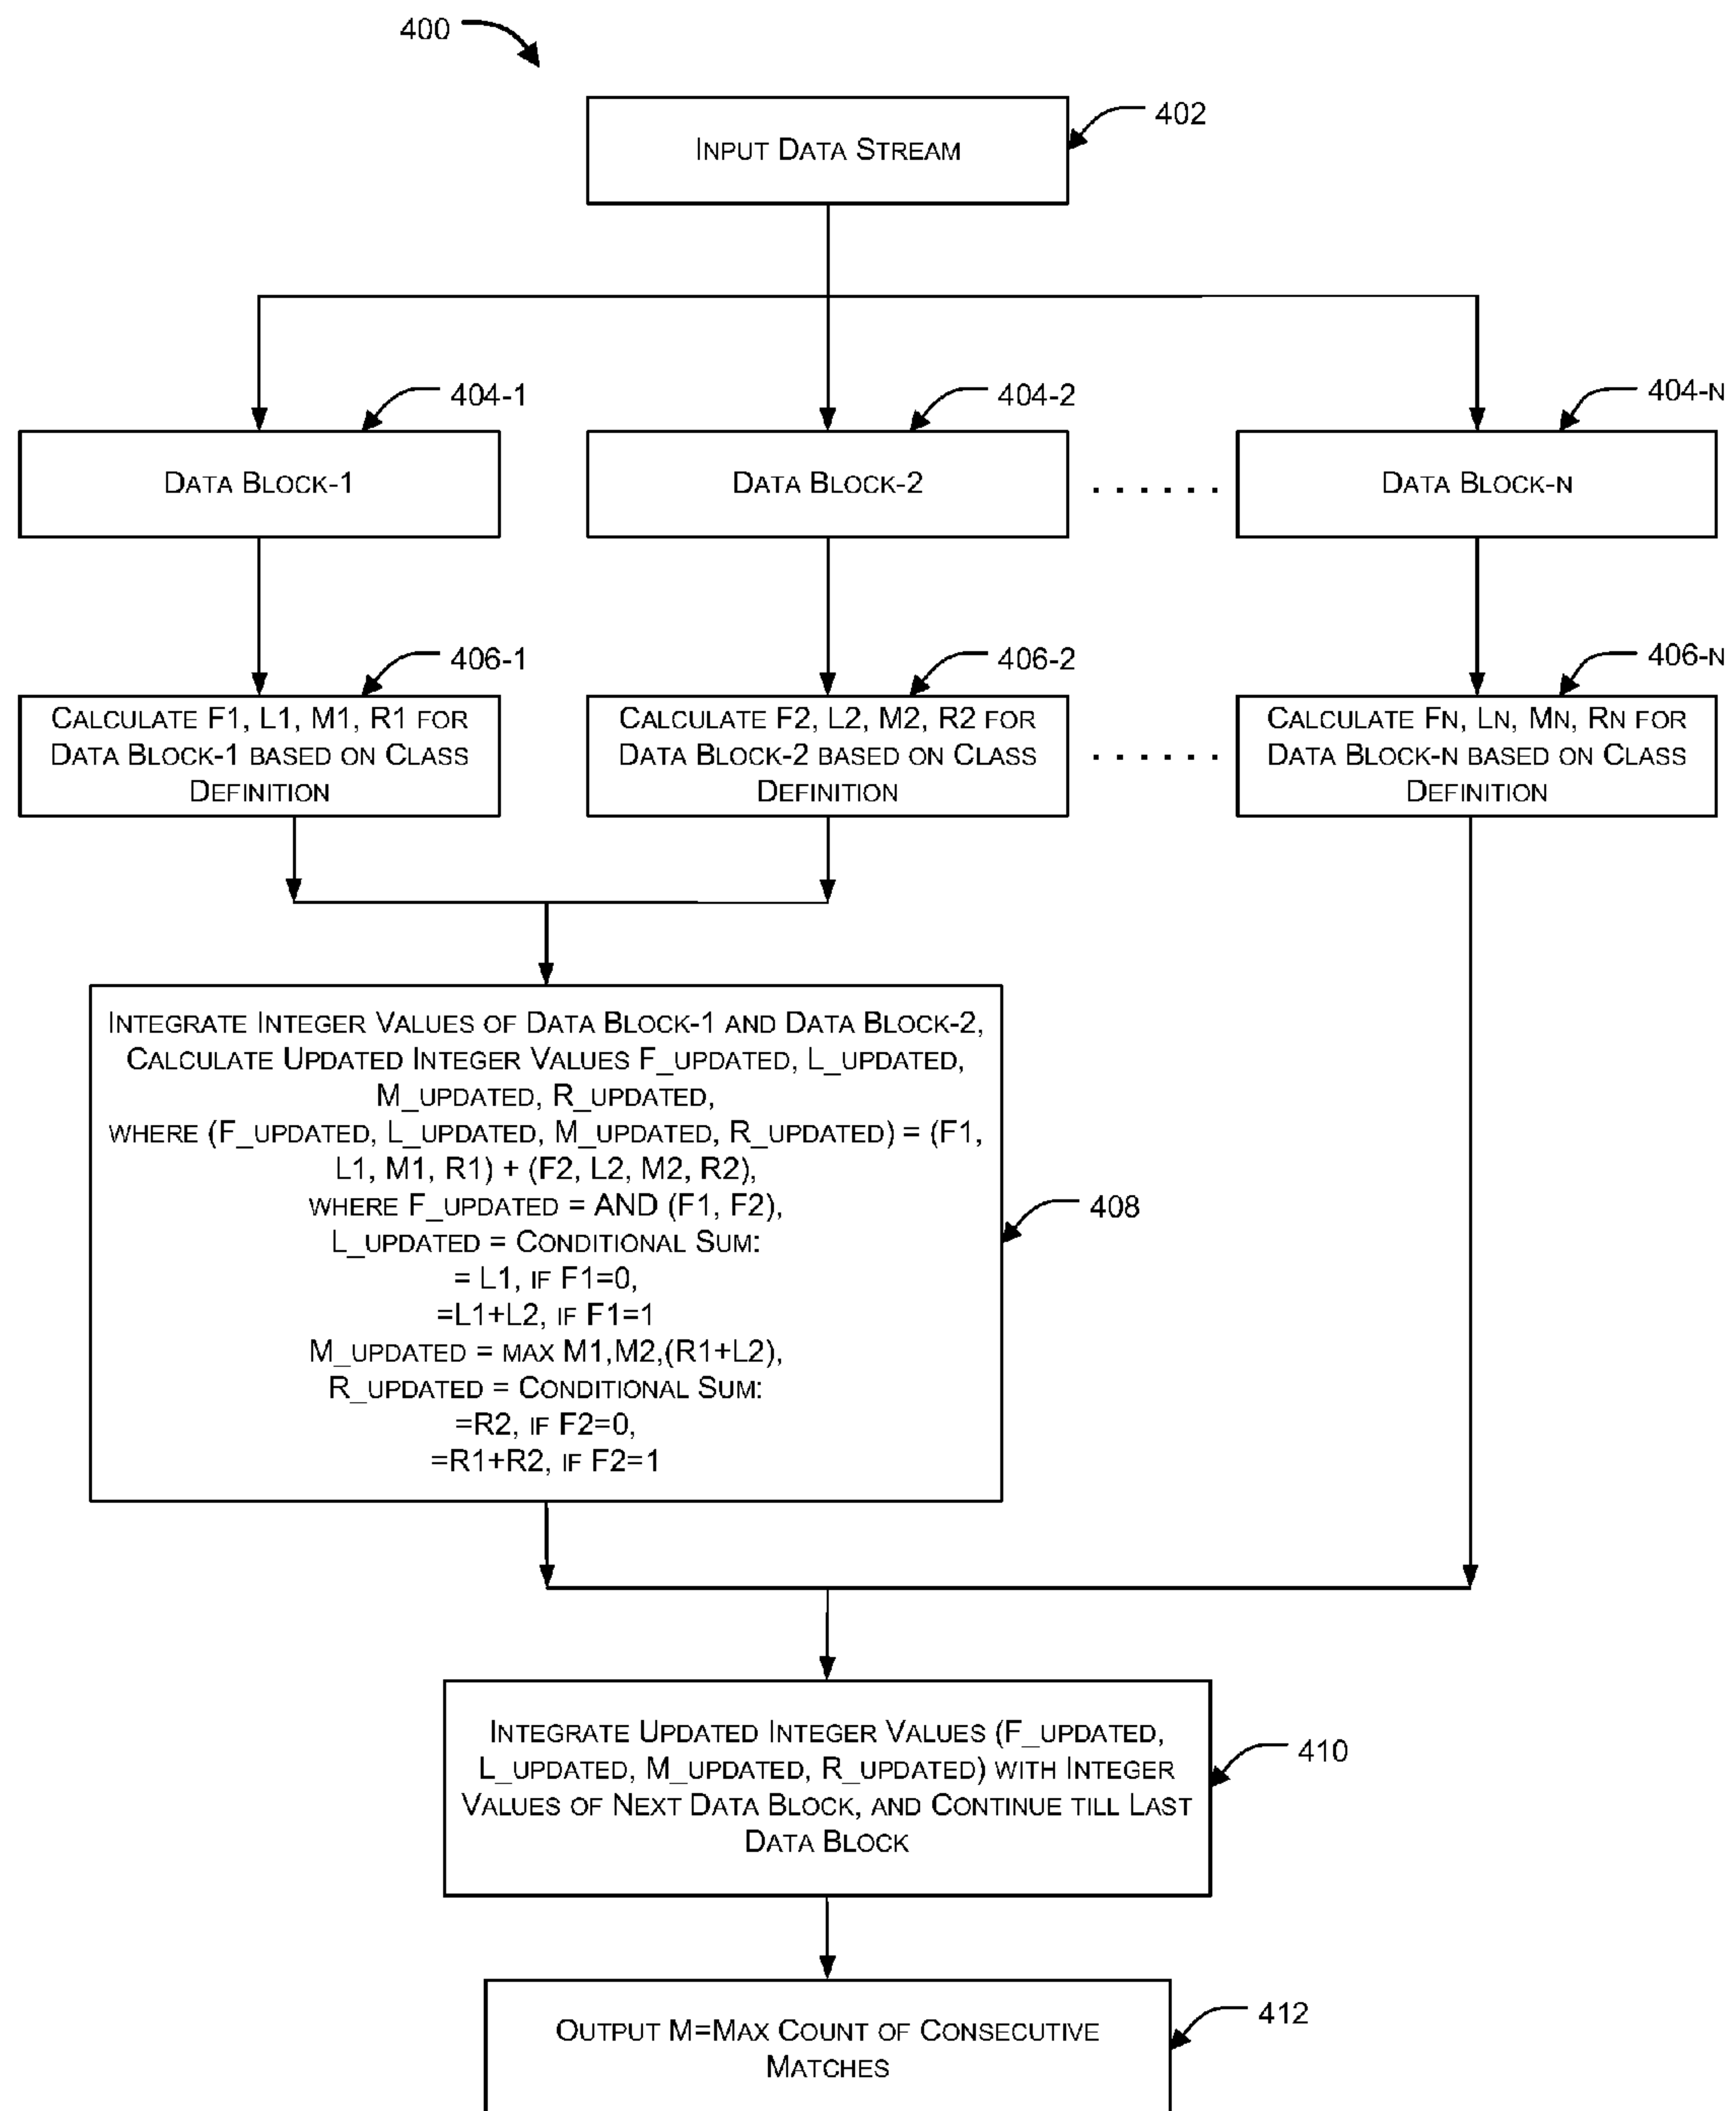 400
402
INPUT DATA STREAM
404-1
404-2
404-N
DATA BLOCK-1
DATA BLOCK-2
. . . . . .
DATA BLOCK-N
406-1
406-2
406-N
CALCULATE F1, L1, M1, R1 FOR
DATA BLOCK-1 BASED ON CLASS
DEFINITION
CALCULATE F2, L2, M2, R2 FOR
DATA BLOCK-2 BASED ON CLASS
DEFINITION
. . . . . .
CALCULATE FN, LN, MN, RN FOR
DATA BLOCK-N BASED ON CLASS
DEFINITION
INTEGRATE INTEGER VALUES OF DATA BLOCK-1 AND DATA BLOCK-2,
CALCULATE UPDATED INTEGER VALUES F_UPDATED, L_UPDATED,
M_UPDATED, R_UPDATED,
WHERE (F_UPDATED, L_UPDATED, M_UPDATED, R_UPDATED) = (F1,
L1, M1, R1) + (F2, L2, M2, R2),
WHERE F_UPDATED = AND (F1, F2),
L_UPDATED = CONDITIONAL SUM:
= L1, IF F1=0,
=L1+L2, IF F1=1
M_UPDATED = MAX M1,M2,(R1+L2),
R_UPDATED = CONDITIONAL SUM:
=R2, IF F2=0,
=R1+R2, IF F2=1
408
INTEGRATE UPDATED INTEGER VALUES (F_UPDATED,
L_UPDATED, M_UPDATED, R_UPDATED) WITH INTEGER
VALUES OF NEXT DATA BLOCK, AND CONTINUE TILL LAST
DATA BLOCK
410
OUTPUT M=MAX COUNT OF CONSECUTIVE
MATCHES
412